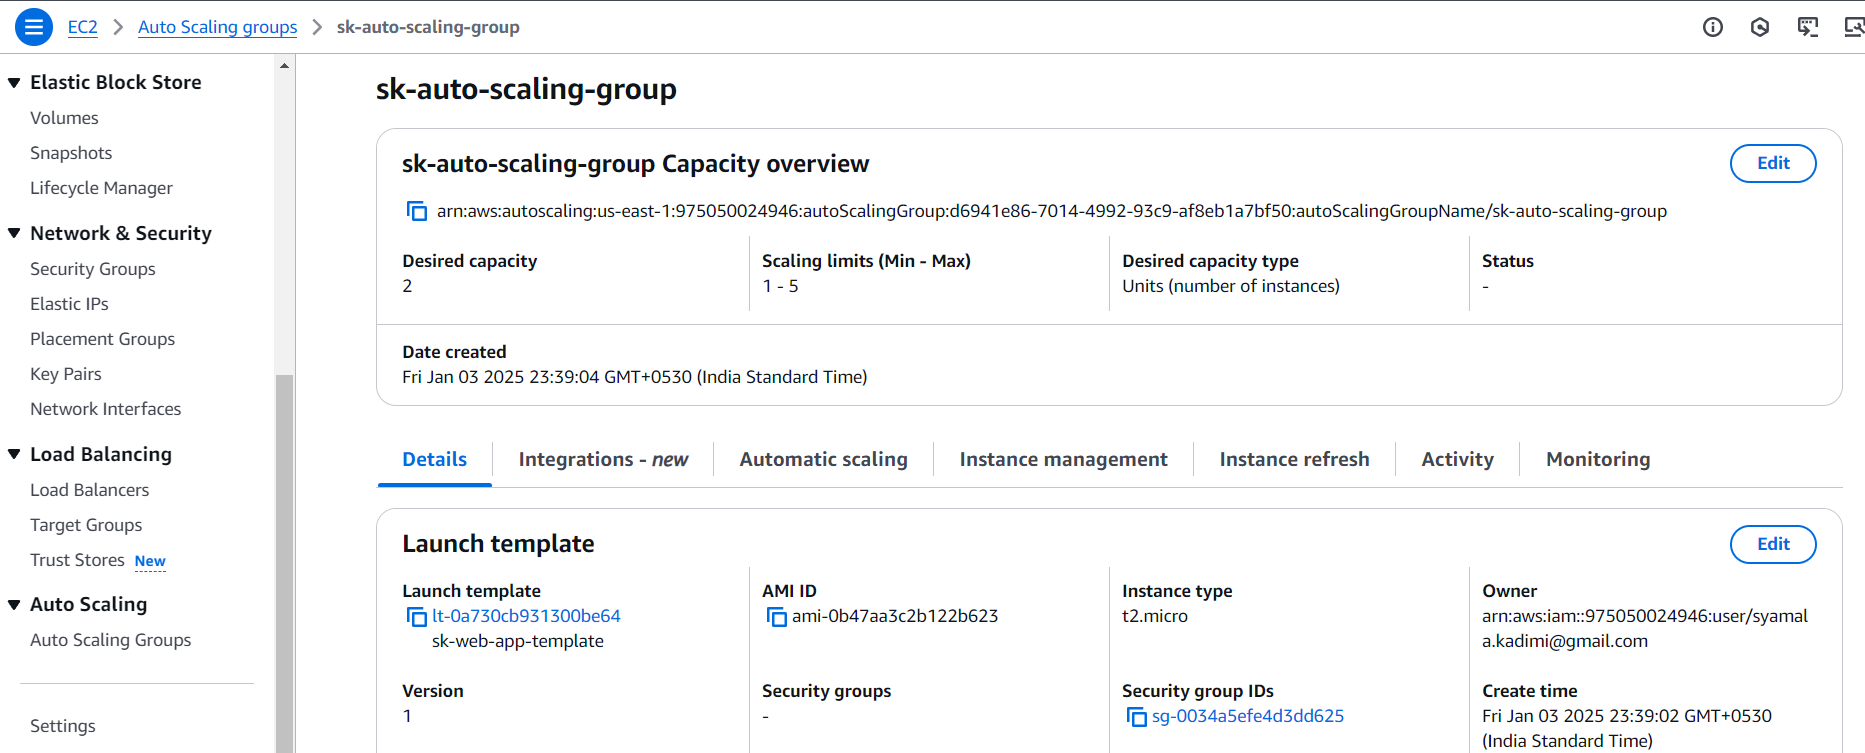 EC2 > Auto Scaling groups > sk-auto-scaling-group
Elastic Block Store
Volumes
Snapshots
Lifecycle Manager
Network & Security
Security Groups
Elastic IPs
Placement Groups
Key Pairs
Network Interfaces
Load Balancing
Load Balancers
Target Groups
Trust Stores New
Auto Scaling
Auto Scaling Groups
Settings
sk-auto-scaling-group
sk-auto-scaling-group Capacity overview
Edit
arn:aws:autoscaling:us-east-1:975050024946:autoScalingGroup:d6941e86-7014-4992-93c9-af8eb1a7bf50:autoScalingGroupName/sk-auto-scaling-group
Desired capacity
2
Scaling limits (Min - Max)
1 - 5
Desired capacity type
Units (number of instances)
Status
-
Date created
Fri Jan 03 2025 23:39:04 GMT+0530 (India Standard Time)
Details
Integrations - new
Automatic scaling
Instance management
Instance refresh
Activity
Monitoring
Launch template
Edit
Launch template
lt-0a730cb931300be64
sk-web-app-template
AMI ID
ami-0b47aa3c2b122b623
Instance type
t2.micro
Owner
arn:aws:iam::975050024946:user/syamal
a.kadimi@gmail.com
Version
1
Security groups
-
Security group IDs
sg-0034a5efe4d3dd625
Create time
Fri Jan 03 2025 23:39:02 GMT+0530
(India Standard Time)